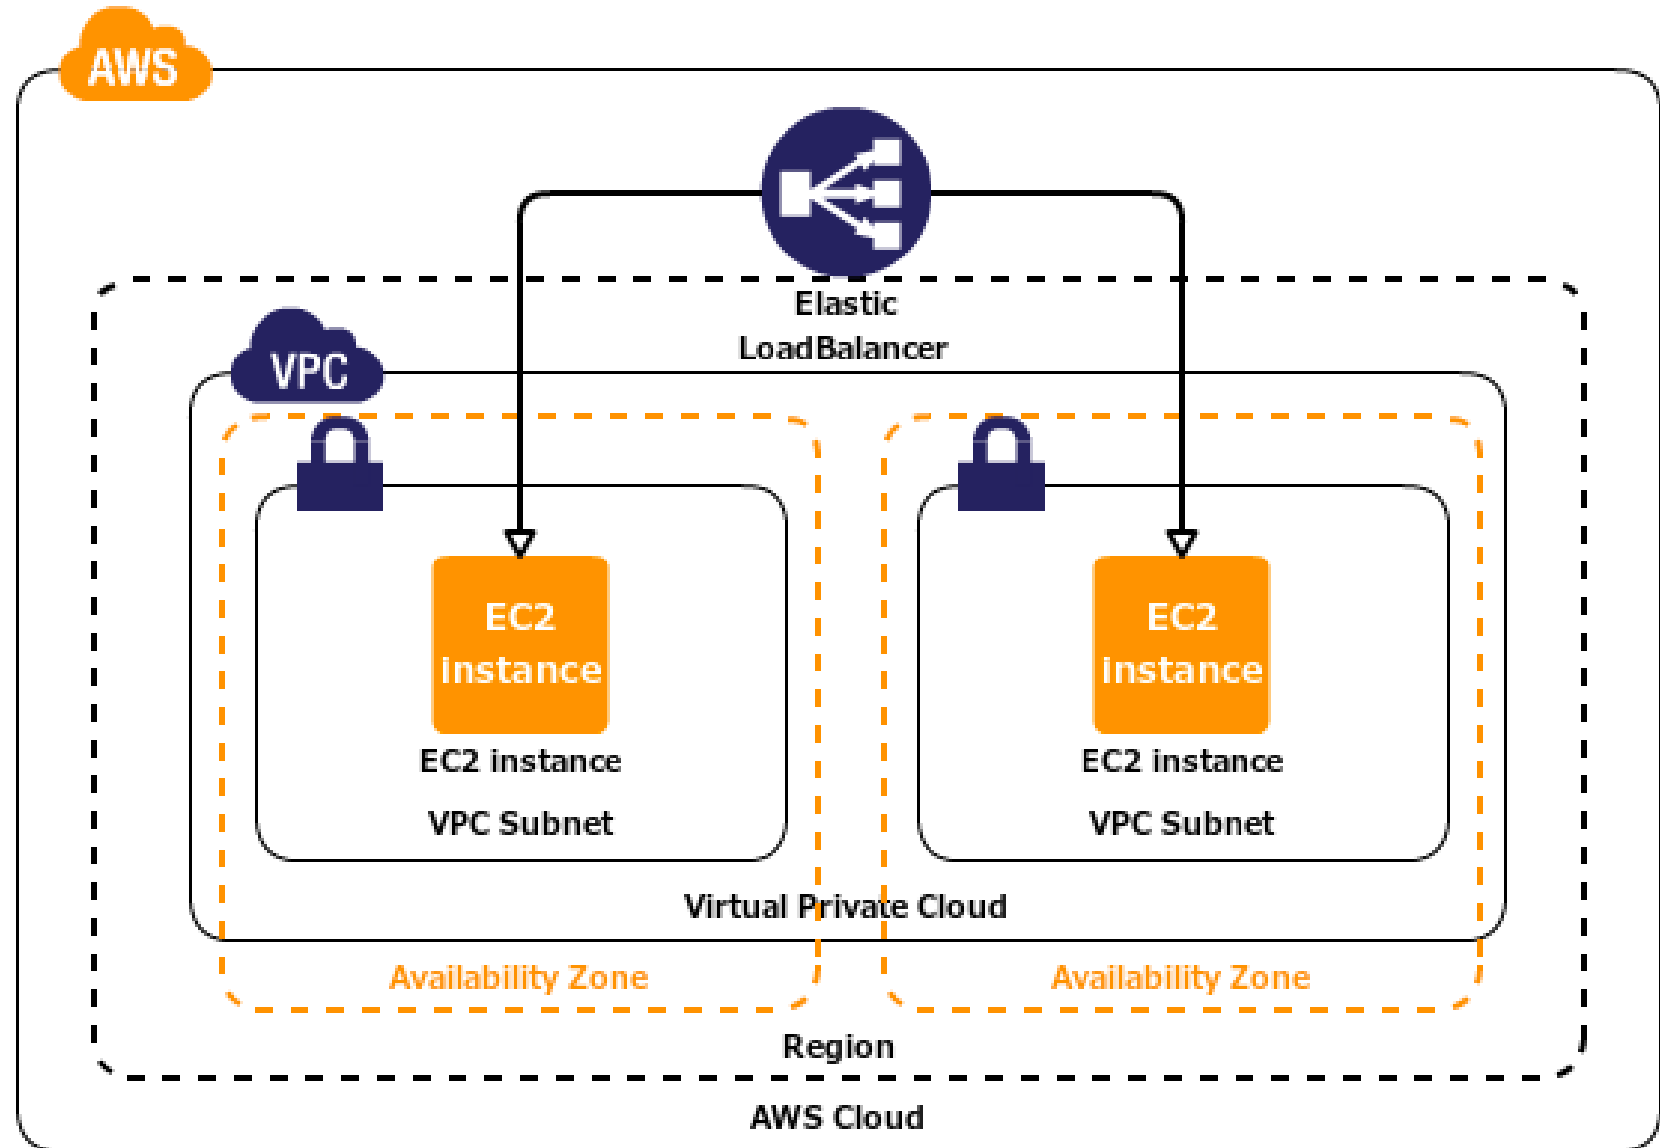 AWS
Elastic
LoadBalancer
VPC
EC2
instance
EC2 instance
VPC Subnet
EC2
instance
EC2 instance
VPC Subnet
Virtual Private Cloud
Availability Zone
Availability Zone
Region
AWS Cloud